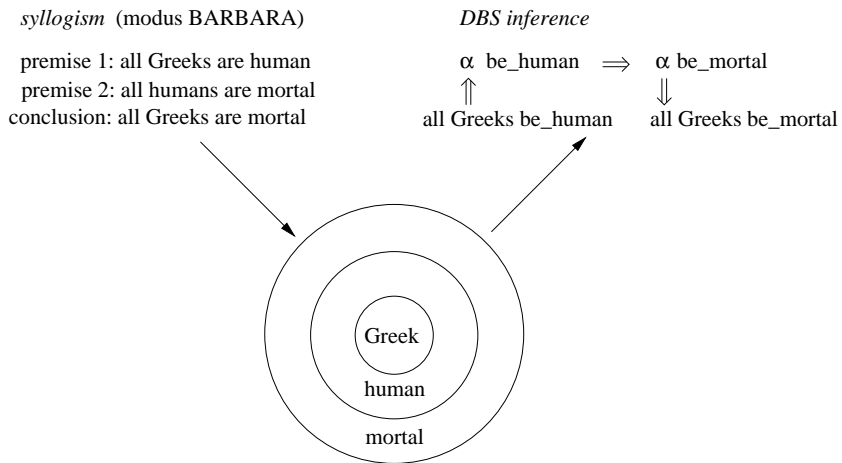 syllogism (modus BARBARA)
premise 1: all Greeks are human
premise 2: all humans are mortal
conclusion: all Greeks are mortal
DBS inference
α be_human ⇒ α be_mortal
⇑ ⇓
all Greeks be_human all Greeks be_mortal
Greek
human
mortal